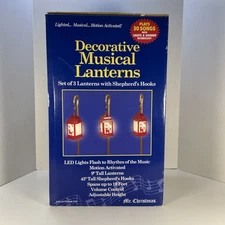 Lighted... Musical... Motion Activated!
PLAYS
30 SONGS
Decorative
Musical
Lanterns
Set of 3 Lanterns with Shepherd's Hooks
LED Lights Flash to Rhythm of the Music
Motion Activated
9" Tall Lanterns
43" Tall Shepherd's Hooks
Spans up to 18 Feet
Volume Control
Adjustable Height
Mr. Christmas